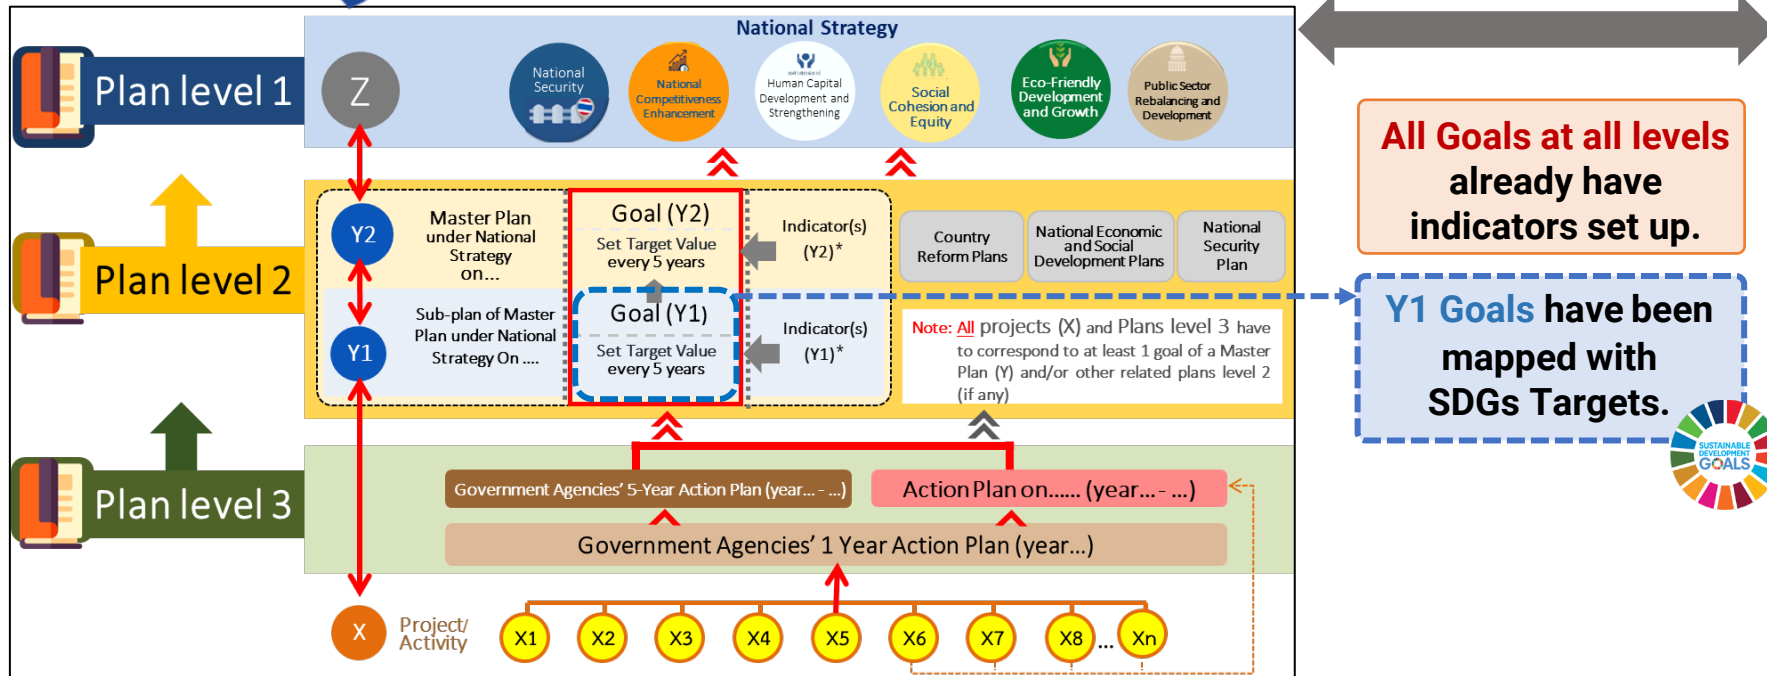 National Strategy
Plan level 1
Z
National
Security
National
Competitiveness
Enhancement
Human Capital
Development and
Strengthening
Social
Cohesion and
Equity
Eco-Friendly
Development
and Growth
Public Sector
Rebalancing and
Development
All Goals at all levels
already have
indicators set up.
Plan level 2
Y2
Master Plan
under National
Strategy
on...
Goal (Y2)
Set Target Value
every 5 years
Indicator(s)
(Y2)*
Country
Reform Plans
National Economic
and Social
Development Plans
National
Security
Plan
Y1
Sub-plan of Master
Plan under National
Strategy On ....
Goal (Y1)
Set Target Value
every 5 years
Indicator(s)
(Y1)*
Note: All projects (X) and Plans level 3 have
to correspond to at least 1 goal of a Master
Plan (Y) and/or other related plans level 2
(if any)
Y1 Goals have been
mapped with
SDGs Targets.
SUSTAINABLE
DEVELOPMENT
GOALS
Plan level 3
Government Agencies' 5-Year Action Plan (year... - ...)
Action Plan on...... (year... - ...)
Government Agencies' 1 Year Action Plan (year...)
X
Project/
Activity
X1 X2 X3 X4 X5 X6 X7 X8 ... Xn